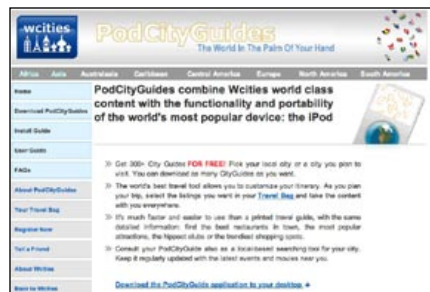 wcities
PodCityGuides
The World In The Palm Of Your Hand
Africa Asia Australasia Caribbean Central America Europe North America South America
Home
Download PodCityGuides
Install Guide
User Guide
FAQs
About PodCityGuides
Your Travel Bag
Register Now
Tell a Friend
About Wcities
Back to Wcities
PodCityGuides combine Wcities world class
content with the functionality and portability
of the world's most popular device: the iPod
» Get 300+ City Guides FOR FREE! Pick your local city or a city you plan to
visit. You can download as many CityGuides as you want.
» The world's best travel tool allows you to customize your itinerary. As you plan
your trip, select the listings you want in your Travel Bag and take the content
with you everywhere.
» It's much faster and easier to use than a printed travel guide, with the same
detailed information: find the best restaurants in town, the most popular
attractions, the hippest clubs or the trendiest shopping spots.
» Consult your PodCityGuide also as a local-based searching tool for your city.
Keep it regularly updated with the latest events and movies near you.
Download the PodCityGuide application to your desktop